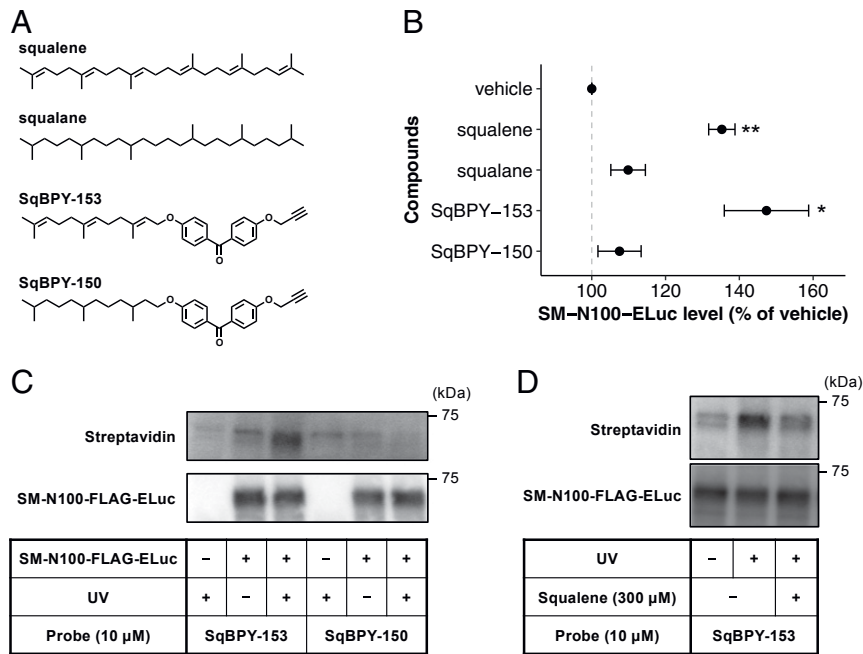 A
squalene
squalane
SqBPY-153
O
O
O
SqBPY-150
O
O
O
B
Compounds
vehicle
squalene
**
squalane
SqBPY−153
*
SqBPY−150
100 120 140 160
SM−N100−ELuc level (% of vehicle)
C
(kDa)
75
Streptavidin
75
SM-N100-FLAG-ELuc
SM-N100-FLAG-ELuc – + + – + +
UV + – + + – +
Probe (10 µM) SqBPY-153 SqBPY-150
D
(kDa)
75
Streptavidin
75
SM-N100-FLAG-ELuc
UV – + +
Squalene (300 µM) – +
Probe (10 µM) SqBPY-153